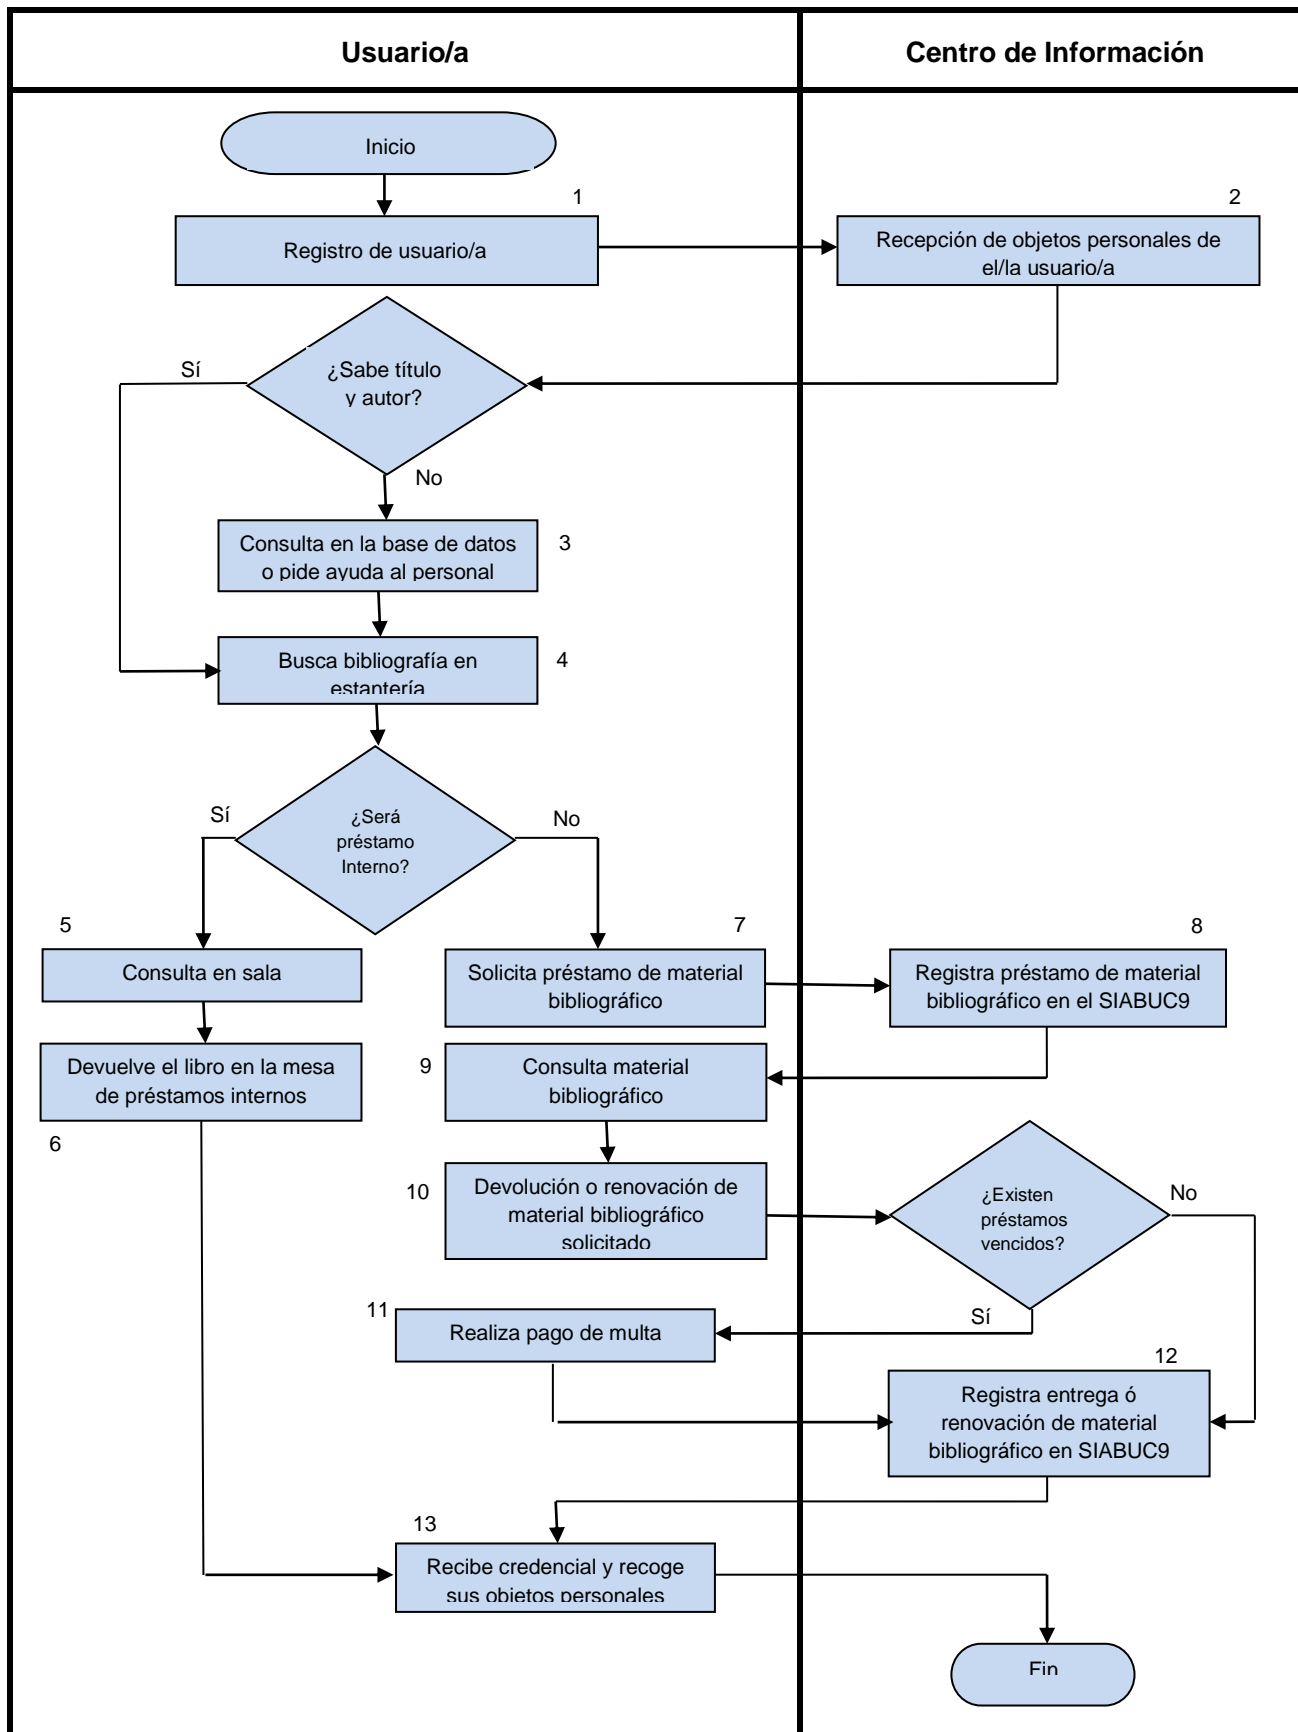 Usuario/a
Centro de Información
Inicio
1
Registro de usuario/a
2
Recepción de objetos personales de
el/la usuario/a
Sí
¿Sabe título
y autor?
No
Consulta en la base de datos
o pide ayuda al personal
3
Busca bibliografía en
estantería
4
Sí
¿Será
préstamo
Interno?
No
5
Consulta en sala
7
Solicita préstamo de material
bibliográfico
8
Registra préstamo de material
bibliográfico en el SIABUC9
Devuelve el libro en la mesa
de préstamos internos
6
9
Consulta material
bibliográfico
10
Devolución o renovación de
material bibliográfico
solicitado
¿Existen
préstamos
vencidos?
No
Sí
11
Realiza pago de multa
12
Registra entrega ó
renovación de material
bibliográfico en SIABUC9
13
Recibe credencial y recoge
sus objetos personales
Fin